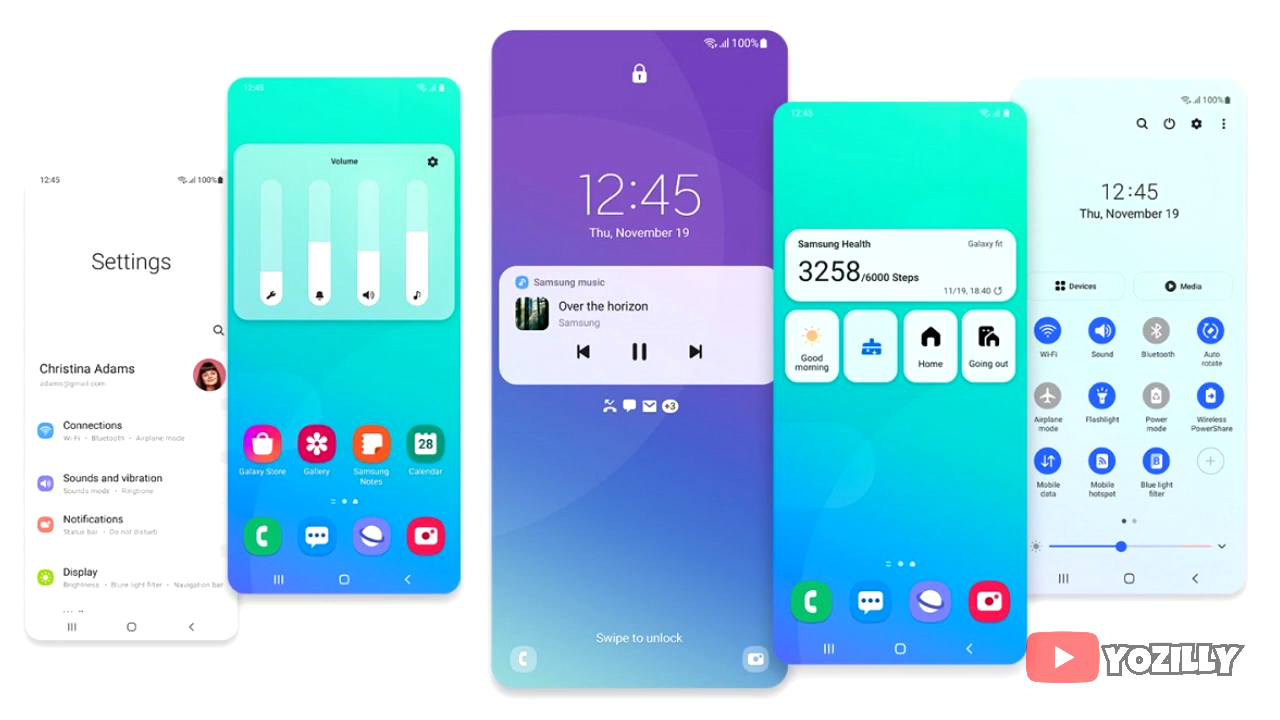 12:45
100%
Settings
Christina Adams
adams@gmail.com
Connections
Wi-Fi • Bluetooth • Airplane mode
Sounds and vibration
Sounds mode • Ringtone
Notifications
Status bar • Do not disturb
Display
Brightness • Blure light filter • Navigation bar
12:45
Volume
Galaxy Store
Gallery
Samsung
Notes
28
Calendar
100%
12:45
Thu, November 19
Samsung music
Over the horizon
Samsung
+3
Swipe to unlock
12:45
Samsung Health
Galaxy fit
3258/6000 Steps
11/19, 18:40
Good
morning
Home
Going out
100%
12:45
Thu, November 19
Devices
Media
Wi-Fi
Sound
Bluetooth
Auto
rotate
Airplane
mode
Flashlight
Power
mode
Wireless
PowerShare
Mobile
data
Mobile
hotspot
B
Blue light
filter
YOZILLY